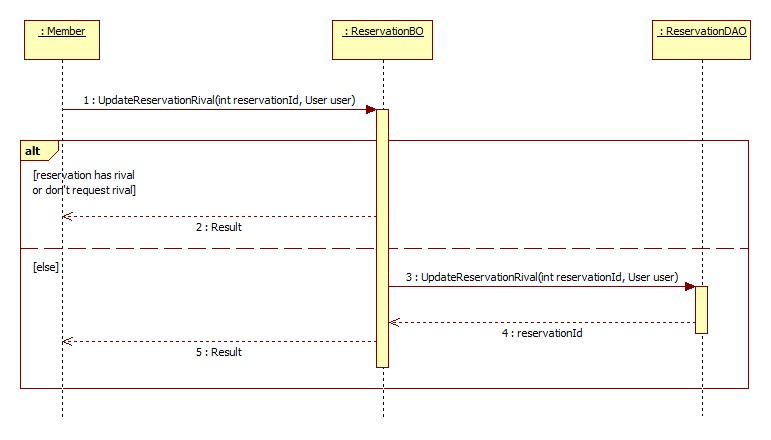 : Member
: ReservationBO
: ReservationDAO
1 : UpdateReservationRival(int reservationId, User user)
alt
[reservation has rival
or don't request rival]
2 : Result
[else]
3 : UpdateReservationRival(int reservationId, User user)
4 : reservationId
5 : Result